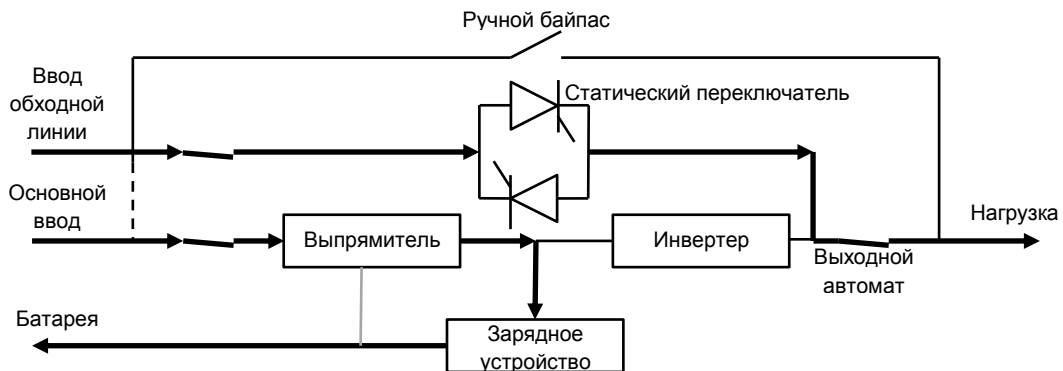 Ручной байпас
Ввод
обходной
линии
Статический переключатель
Основной
ввод
Выпрямитель
Инвертер
Нагрузка
Выходной
автомат
Батарея
Зарядное
устройство